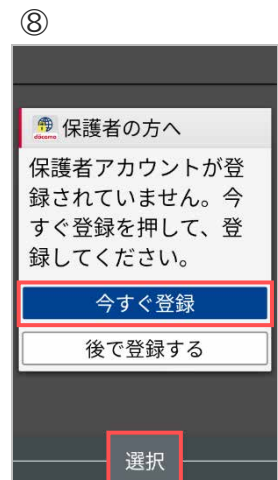 ⑧
docomo
保護者の方へ
保護者アカウントが登
録されていません。今
すぐ登録を押して、登
録してください。
今すぐ登録
後で登録する
選択